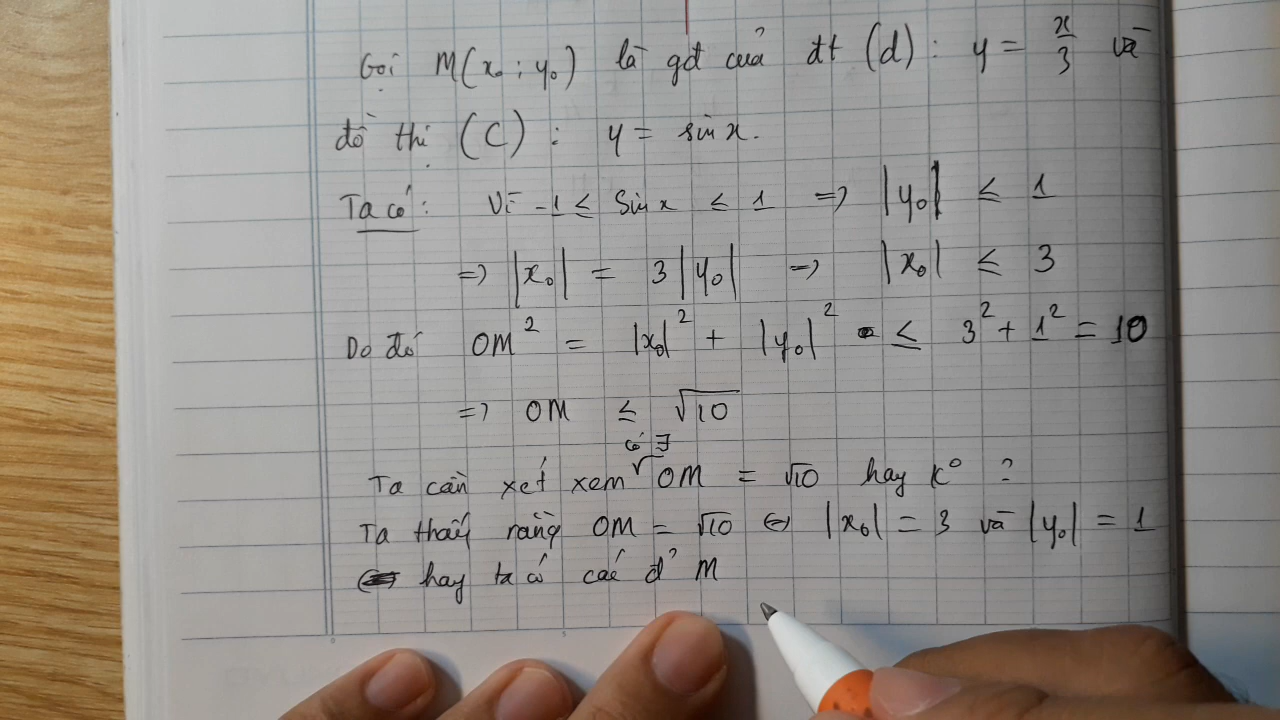 Gọi M(x₀; y₀) là gđ của đt (d): y = x/3 và
đồ thị (C): y = sin x.
Ta có: Vì -1 ≤ Sin x ≤ 1 => |y₀| ≤ 1
=> |x₀| = 3|y₀| => |x₀| ≤ 3
Do đó OM² = |x₀|² + |y₀|² ≤ 3² + 1² = 10
=> OM ≤ √10
có ∃
Ta cần xét xem √ OM = √10 hay k° ?
Ta thấy rằng OM = √10 <=> |x₀| = 3 và |y₀| = 1
hay ta có các đ' M